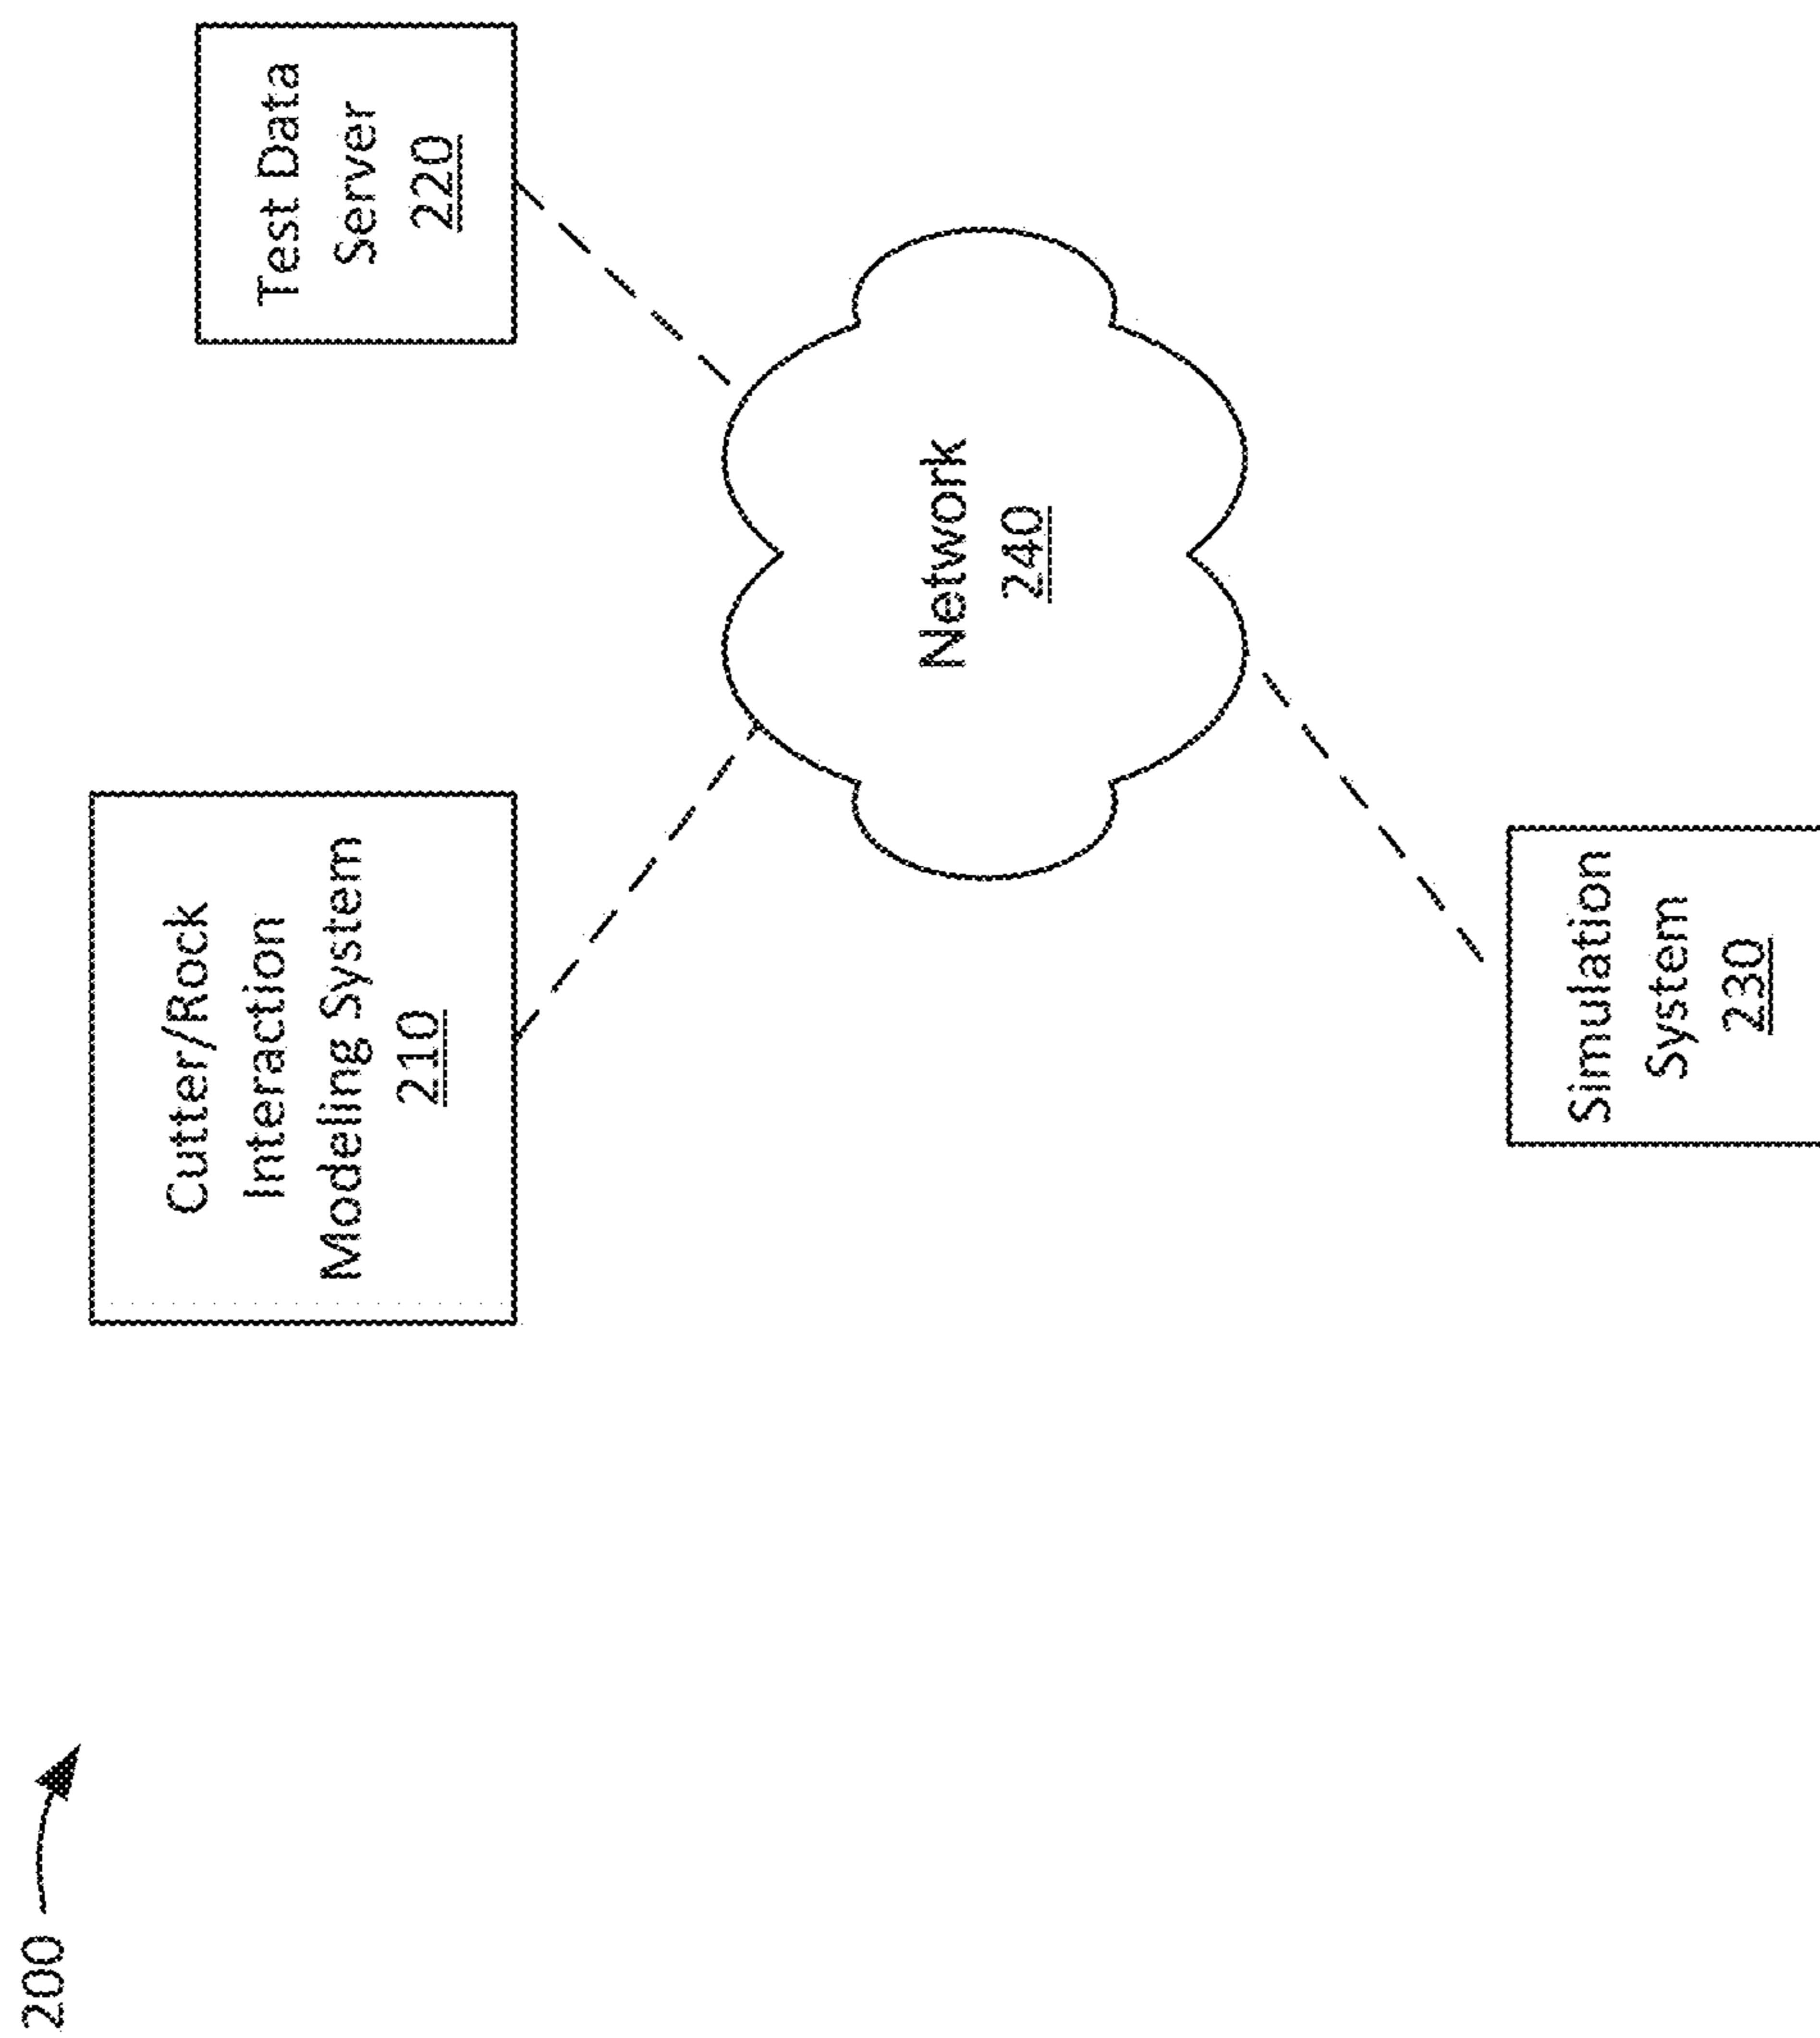 200
Cutter/Rock
Interaction
Modeling System
210
Test Data
Server
220
Network
240
Simulation
System
230